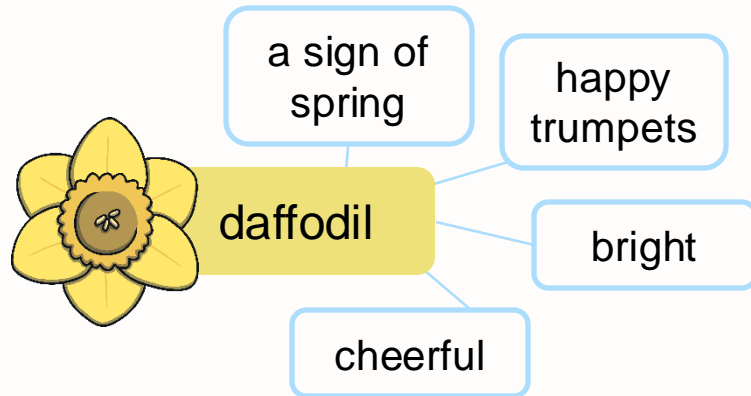 a sign of
spring
happy
trumpets
daffodil
bright
cheerful